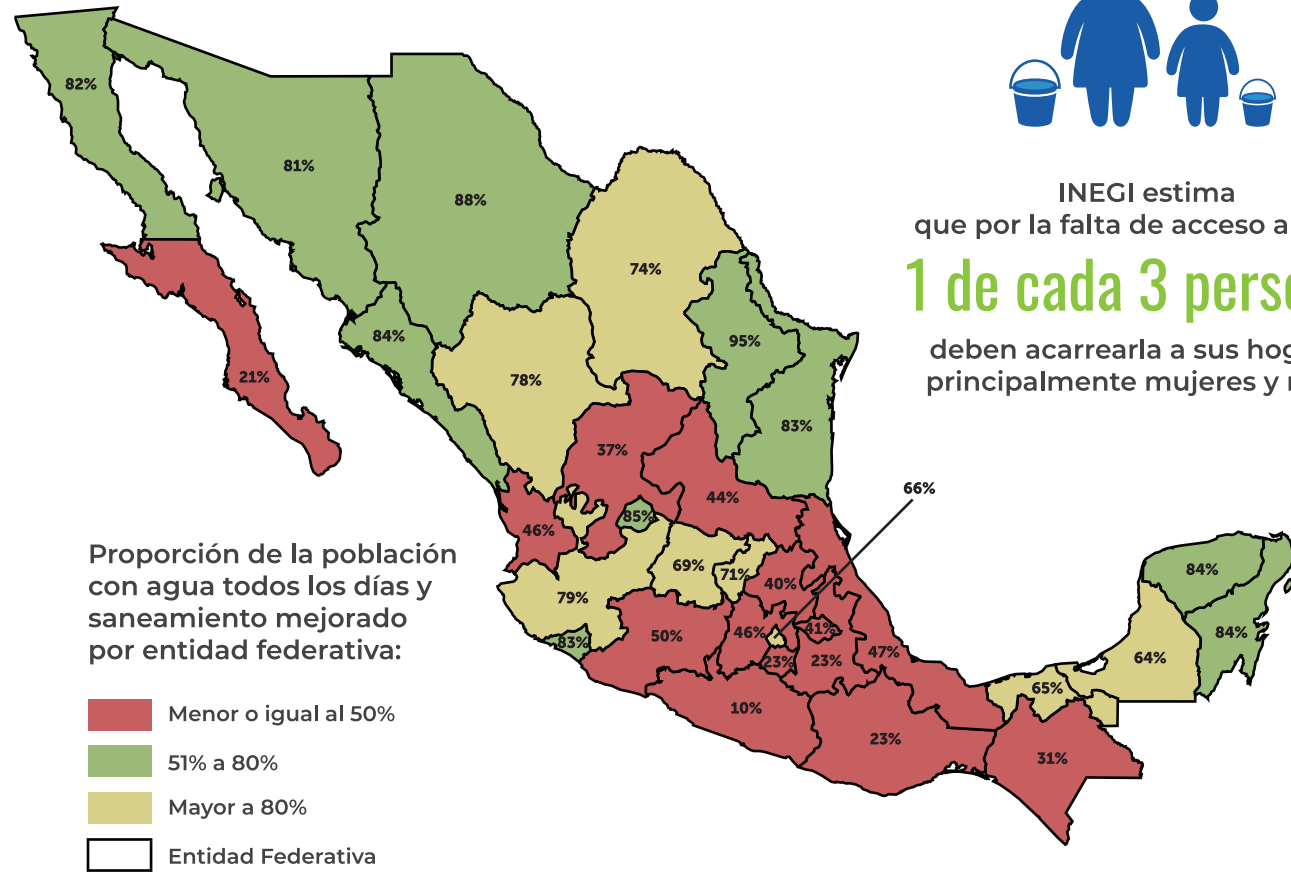 82%
81%
88%
74%
95%
84%
78%
83%
21%
37%
44%
66%
46%
85%
69%
71%
40%
79%
50%
46%
41%
83%
23%
23%
47%
10%
23%
31%
65%
64%
84%
84%
INEGI estima
que por la falta de acceso a
1 de cada 3
deben acarrearla a sus
principalmente mujeres y
Proporción de la población
con agua todos los días y
saneamiento mejorado
por entidad federativa:
Menor o igual al 50%
51% a 80%
Mayor a 80%
Entidad Federativa